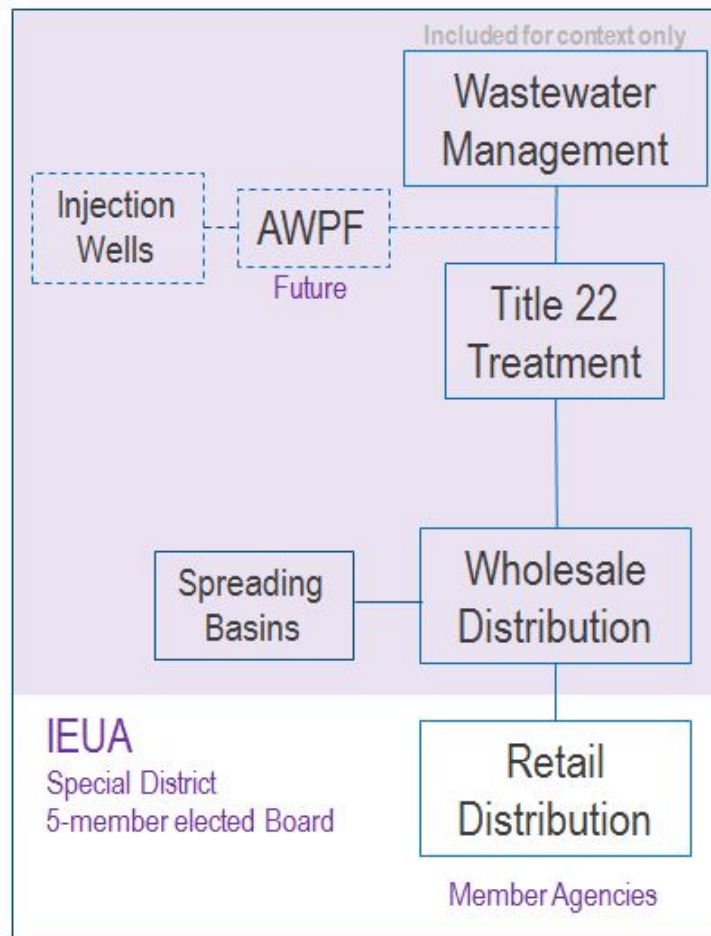 Included for context only
Wastewater
Management
Injection
Wells
AWPF
Future
Title 22
Treatment
Spreading
Basins
Wholesale
Distribution
IEUA
Special District
5-member elected Board
Retail
Distribution
Member Agencies